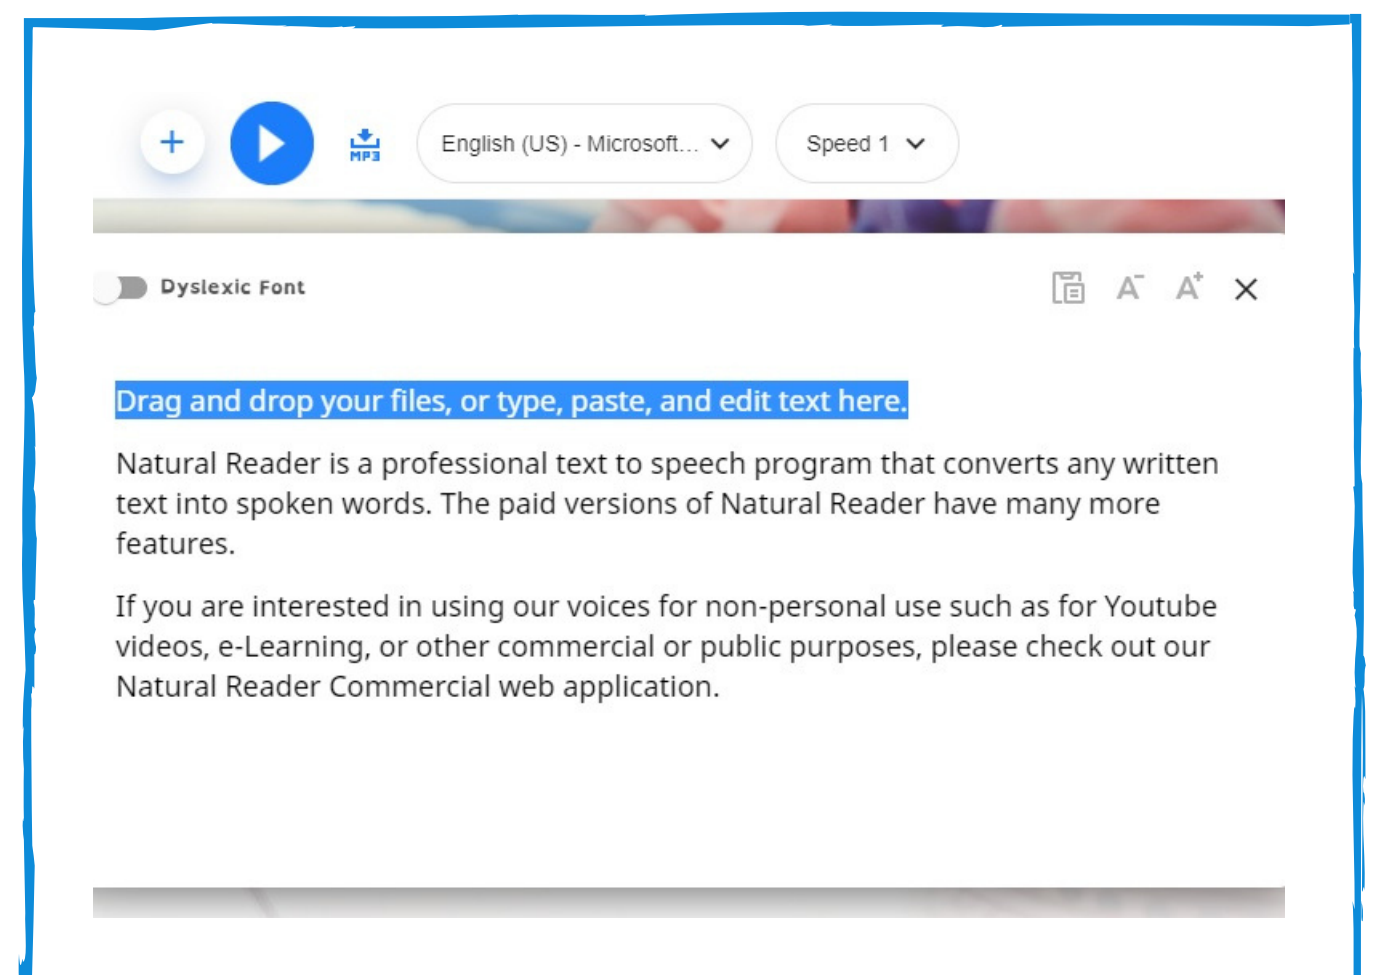 MP3
English (US) - Microsoft...
Speed 1
Dyslexic Font
A-
A+
Drag and drop your files, or type, paste, and edit text here.
Natural Reader is a professional text to speech program that converts any written
text into spoken words. The paid versions of Natural Reader have many more
features.
If you are interested in using our voices for non-personal use such as for Youtube
videos, e-Learning, or other commercial or public purposes, please check out our
Natural Reader Commercial web application.